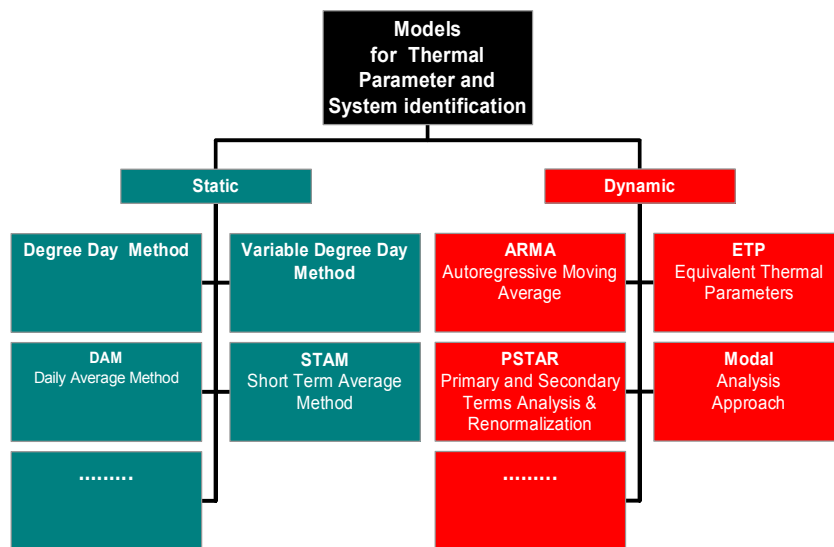 Models
for Thermal
Parameter and
System identification
Static
Dynamic
Degree Day Method
Variable Degree Day
Method
ARMA
Autoregressive Moving
Average
ETP
Equivalent Thermal
Parameters
DAM
Daily Average Method
STAM
Short Term Average
Method
PSTAR
Primary and Secondary
Terms Analysis &
Renormalization
Modal
Analysis
Approach
.........
.........